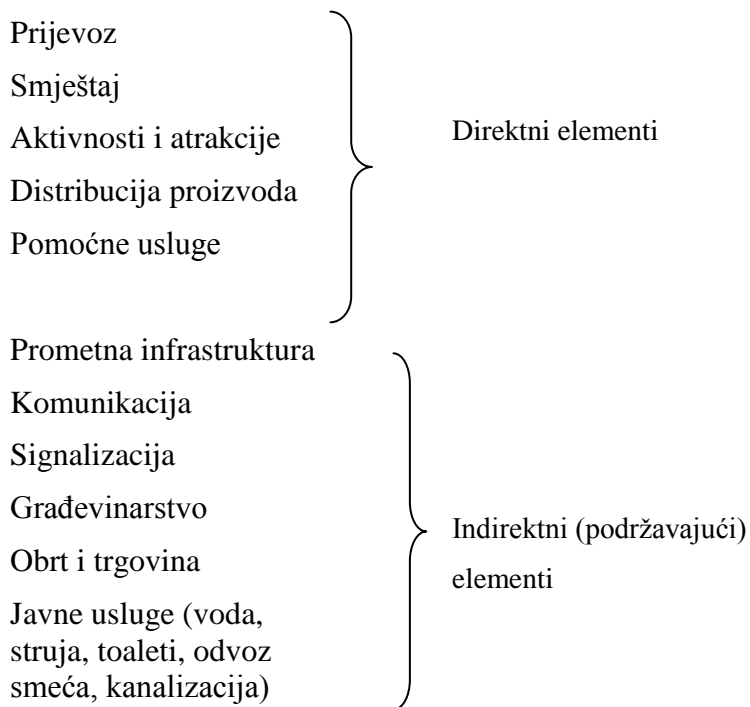 Prijevoz
Smještaj
Aktivnosti i atrakcije
Direktni elementi
Distribucija proizvoda
Pomoćne usluge
Prometna infrastruktura
Komunikacija
Signalizacija
Građevinarstvo
Obrt i trgovina
Indirektni (podržavajući)
elementi
Javne usluge (voda,
struja, toaleti, odvoz
smeća, kanalizacija)